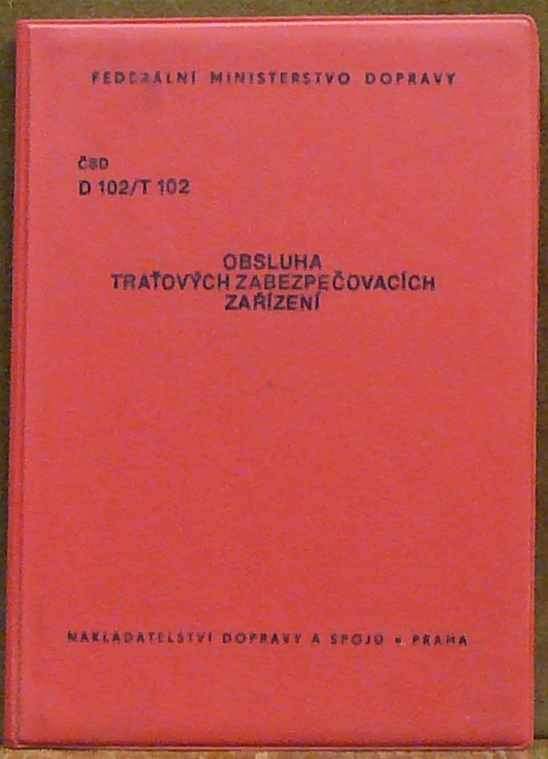 FEDERÁLNÍ MINISTERSTVO DOPRAVY
ČSD
D 102/T 102
OBSLUHA
TRAŤOVÝCH ZABEZPEČOVACÍCH
ZAŘÍZENÍ
NAKLADATELSTVÍ DOPRAVY A SPOJŮ • PRAHA